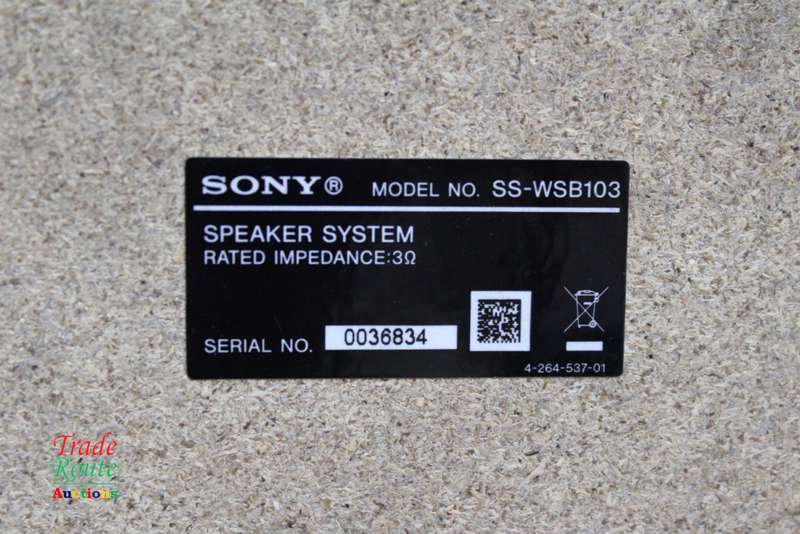 SONY® MODEL NO. SS-WSB103
SPEAKER SYSTEM
RATED IMPEDANCE:3Ω
SERIAL NO. 0036834
4-264-537-01
Trade
Route
Auctions